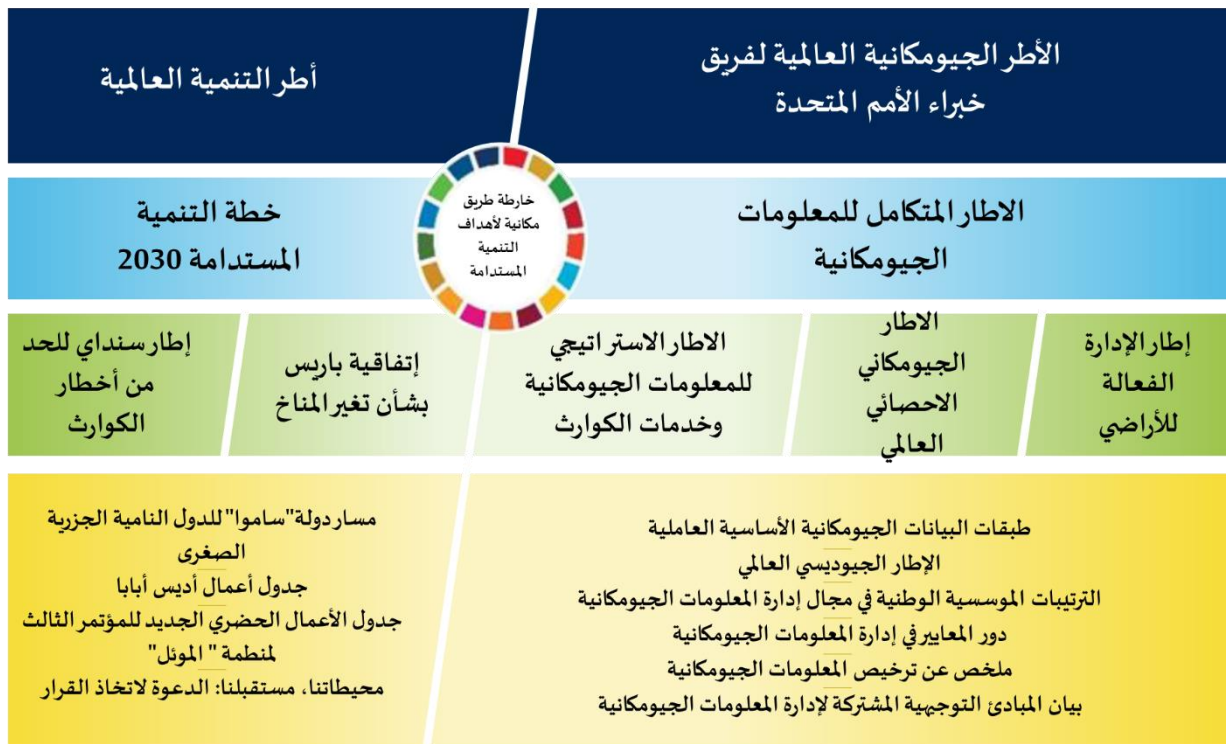 الأطر الجيومكانية العالمية لفريق
خبراء الأمم المتحدة
أطر التنمية العالمية
الاطار المتكامل للمعلومات
الجيومكانية
خارطة طريق
مكانية لأهداف
التنمية
المستدامة
خطة التنمية
المستدامة 2030
إطار الإدارة
الفعالة
للأراضي
الاطار
الجيومكاني
الاحصائي
العالمي
الاطار الاستراتيجي
للمعلومات الجيومكانية
وخدمات الكوارث
إتفاقية باريس
بشأن تغير المناخ
إطار سنداي للحد
من أخطار
الكوارث
طبقات البيانات الجيومكانية الأساسية العاملية
الإطار الجيوديسي العالمي
الترتيبات الموسسية الوطنية في مجال إدارة المعلومات الجيومكانية
دور المعايير في إدارة المعلومات الجيومكانية
ملخص عن ترخيص المعلومات الجيومكانية
بيان المبادئ التوجيهية المشتركة لإدارة المعلومات الجيومكانية
مسار دولة "ساموا" للدول النامية الجزرية
الصغرى
جدول أعمال أديس أبابا
جدول الأعمال الحضري الجديد للمؤتمر الثالث
لمنظمة " الموئل"
محيطاتنا، مستقبلنا: الدعوة لاتخاذ القرار